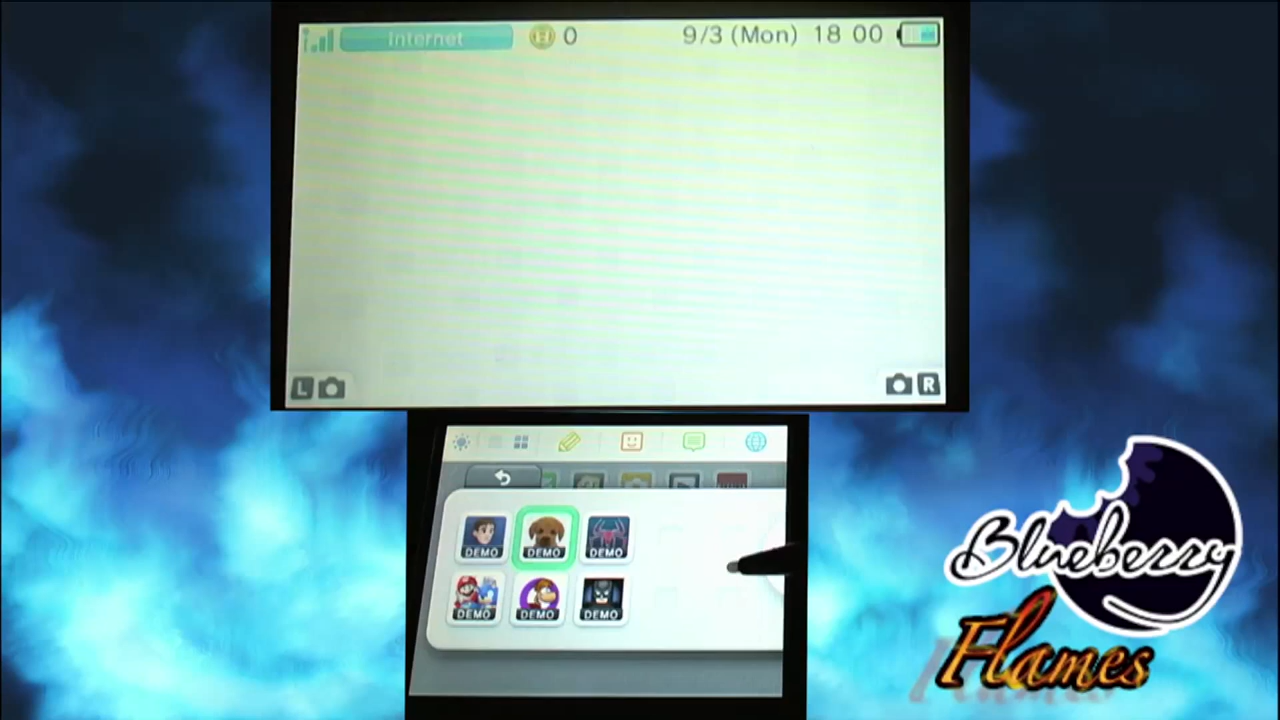 Internet 0 9/3 (Mon) 18 00
L R
DEMO DEMO DEMO
DEMO DEMO DEMO
Blueberry
Flames